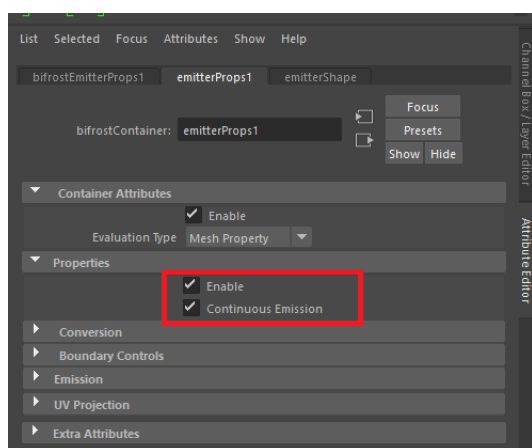 List Selected Focus Attributes Show Help
bifrostEmitterProps1 emitterProps1 emitterShape
Focus
bifrostContainer: emitterProps1
Presets
Show Hide
Container Attributes
Enable
Evaluation Type Mesh Property
Properties
Enable
Continuous Emission
Conversion
Boundary Controls
Emission
UV Projection
Extra Attributes
Channel Box / Layer Editor
Attribute Editor